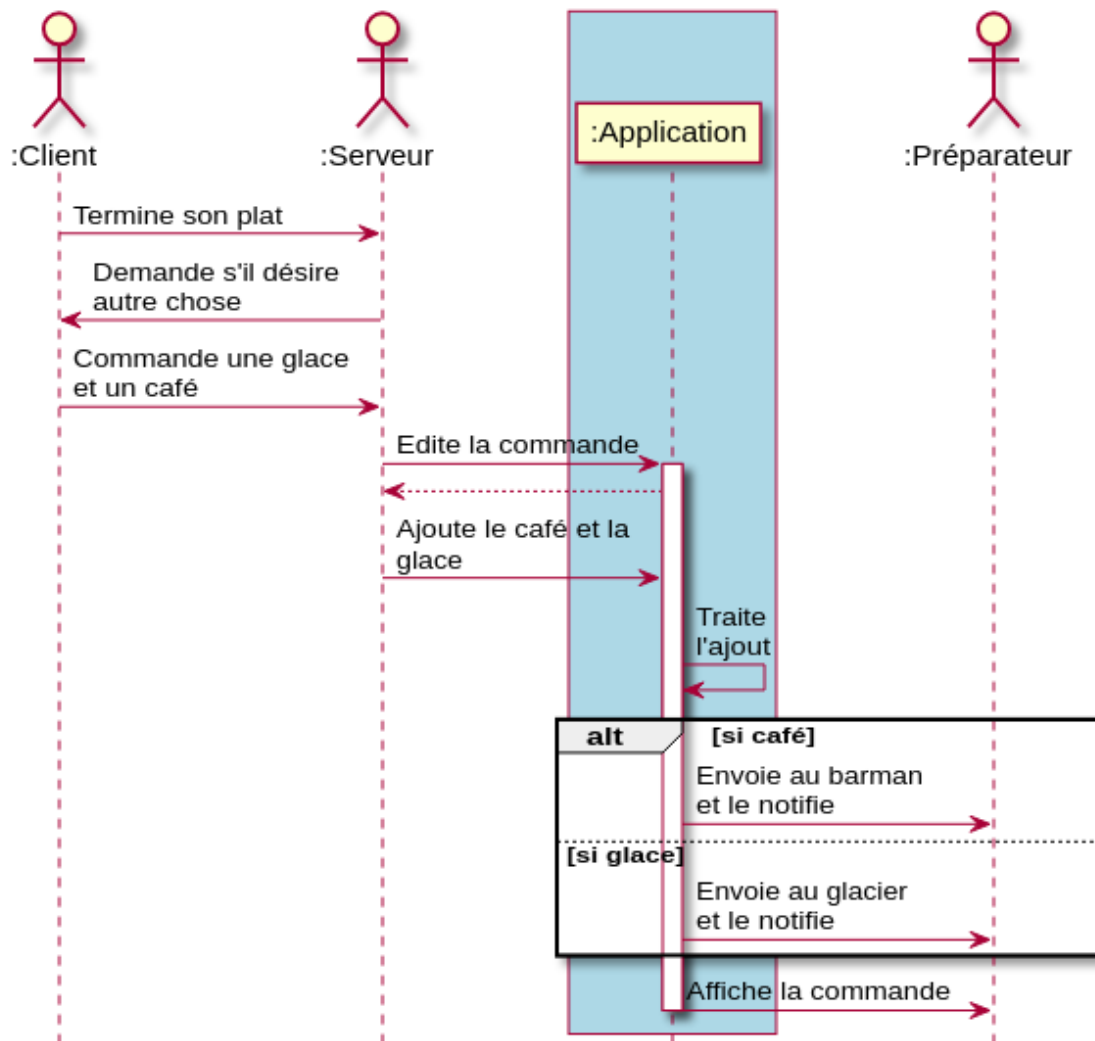 :Client
:Serveur
:Application
:Préparateur
Termine son plat
Demande s'il désire
autre chose
Commande une glace
et un café
Edite la commande
Ajoute le café et la
glace
Traite
l'ajout
alt
[si café]
Envoie au barman
et le notifie
[si glace]
Envoie au glacier
et le notifie
Affiche la commande